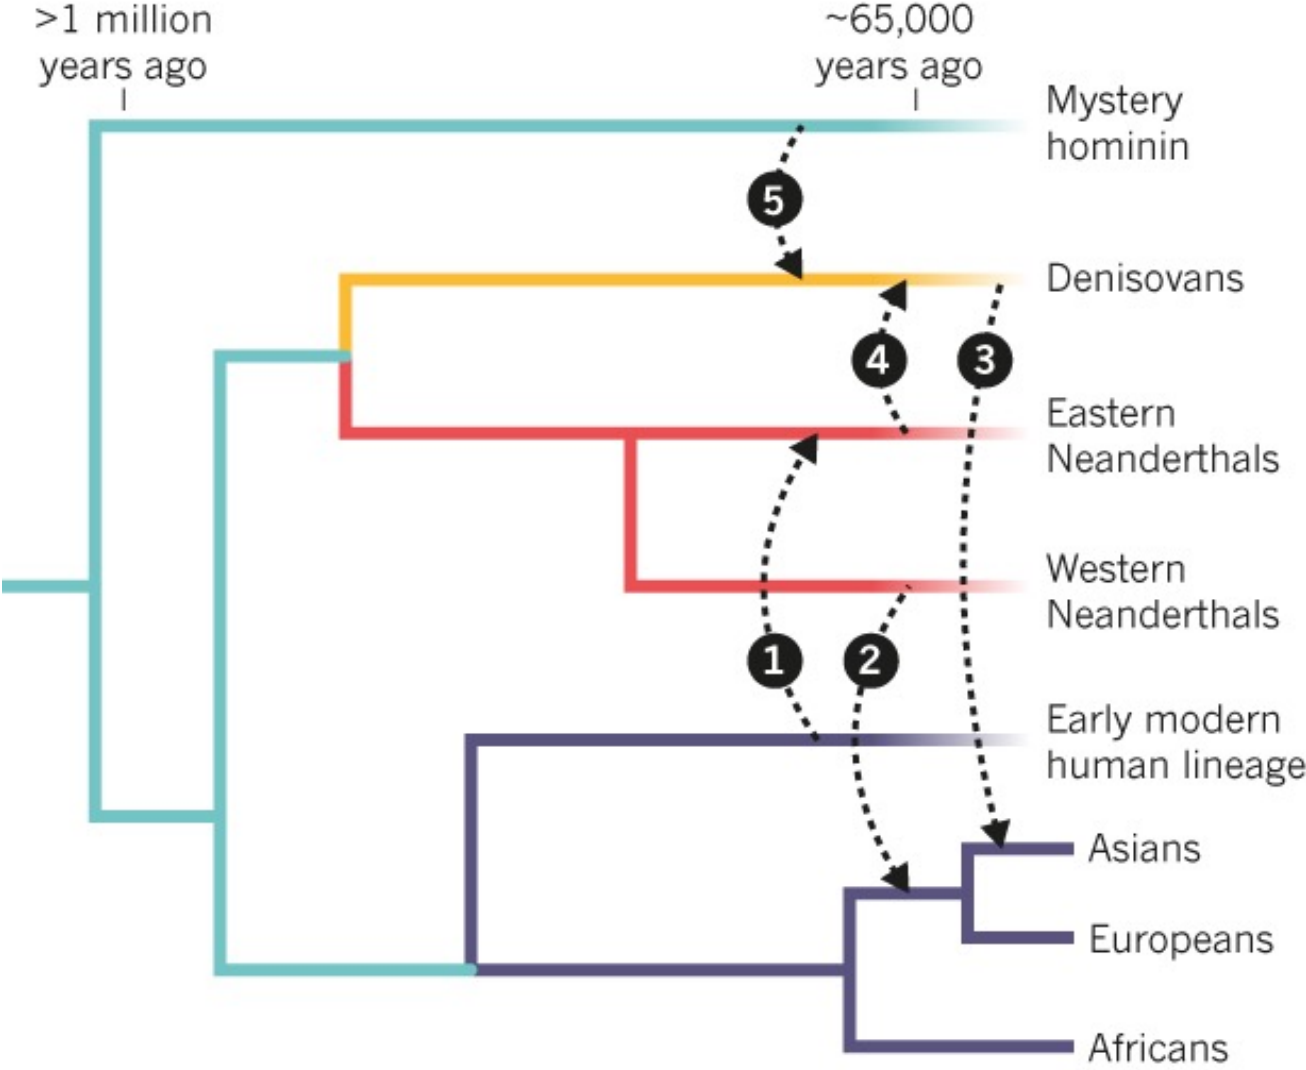 >1 million
years ago
~65,000
years ago
Mystery
hominin
5
Denisovans
4
3
Eastern
Neanderthals
Western
Neanderthals
1
2
Early modern
human lineage
Asians
Europeans
Africans